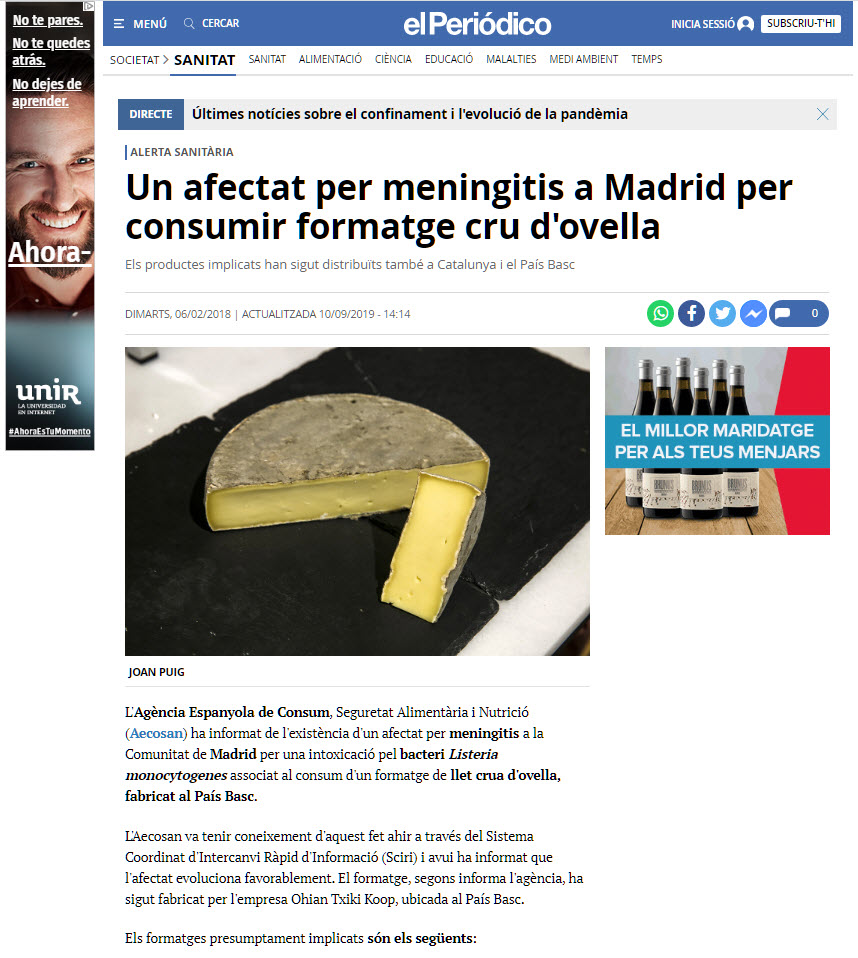 No te pares.
No te quedes
atrás.
No dejes de
aprender.
Ahora-
unir
LA UNIVERSIDAD
EN INTERNET
#AhoraEsTuMomento
MENÚ
CERCAR
elPeriódico
INICIA SESSIÓ
SUBSCRIU-T'HI
SOCIETAT > SANITAT
SANITAT ALIMENTACIÓ CIÈNCIA EDUCACIÓ MALALTIES MEDI AMBIENT TEMPS
DIRECTE Últimes notícies sobre el confinament i l'evolució de la pandèmia
ALERTA SANITÀRIA
Un afectat per meningitis a Madrid per
consumir formatge cru d'ovella
Els productes implicats han sigut distribuïts també a Catalunya i el País Basc
DIMARTS, 06/02/2018 | ACTUALITZADA 10/09/2019 - 14:14
0
EL MILLOR MARIDATGE
PER ALS TEUS MENJARS
BRUNUS
JOAN PUIG
L'Agència Espanyola de Consum, Seguretat Alimentària i Nutrició
(Aecosan) ha informat de l'existència d'un afectat per meningitis a la
Comunitat de Madrid per una intoxicació pel bacteri Listeria
monocytogenes associat al consum d'un formatge de llet crua d'ovella,
fabricat al País Basc.
L'Aecosan va tenir coneixement d'aquest fet ahir a través del Sistema
Coordinat d'Intercanvi Ràpid d'Informació (Sciri) i avui ha informat que
l'afectat evoluciona favorablement. El formatge, segons informa l'agència, ha
sigut fabricat per l'empresa Ohian Txiki Koop, ubicada al País Basc.
Els formatges presumptament implicats són els següents: